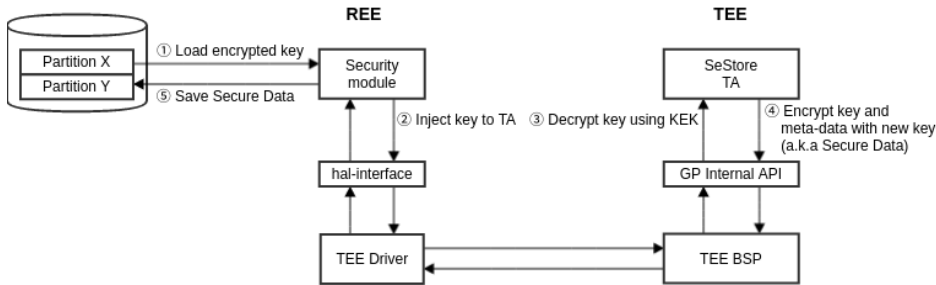 REE
TEE
Partition X
Partition Y
① Load encrypted key
⑤ Save Secure Data
Security
module
SeStore
TA
② Inject key to TA
③ Decrypt key using KEK
④ Encrypt key and
meta-data with new key
(a.k.a Secure Data)
hal-interface
GP Internal API
TEE Driver
TEE BSP